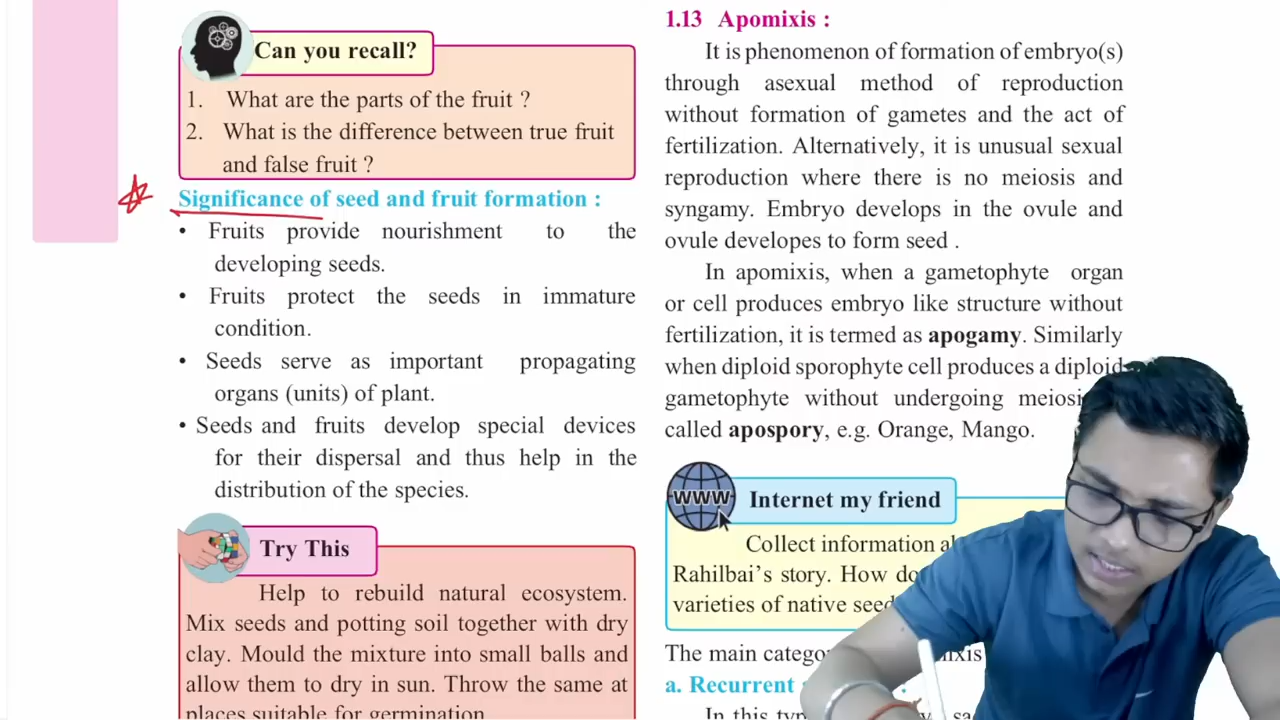 Can you recall?
1. What are the parts of the fruit ?
2. What is the difference between true fruit
and false fruit ?
Significance of seed and fruit formation :
• Fruits provide nourishment to the
developing seeds.
• Fruits protect the seeds in immature
condition.
• Seeds serve as important propagating
organs (units) of plant.
• Seeds and fruits develop special devices
for their dispersal and thus help in the
distribution of the species.
Try This
Help to rebuild natural ecosystem.
Mix seeds and potting soil together with dry
clay. Mould the mixture into small balls and
allow them to dry in sun. Throw the same at
places suitable for germination.
1.13 Apomixis :
It is phenomenon of formation of embryo(s)
through asexual method of reproduction
without formation of gametes and the act of
fertilization. Alternatively, it is unusual sexual
reproduction where there is no meiosis and
syngamy. Embryo develops in the ovule and
ovule developes to form seed .
In apomixis, when a gametophyte organ
or cell produces embryo like structure without
fertilization, it is termed as apogamy. Similarly
when diploid sporophyte cell produces a diploid
gametophyte without undergoing
called apospory, e.g. Orange, Mango.
www
Internet my friend
Collect information
Rahilbai's story. How
varieties of native
The main
a. Recurrent
In this